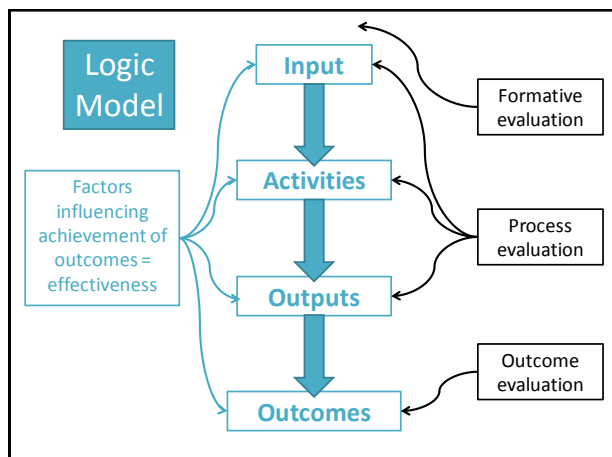 Logic
Model
Input
Formative
evaluation
Activities
Factors
influencing
achievement of
outcomes =
effectiveness
Process
evaluation
Outputs
Outcome
evaluation
Outcomes